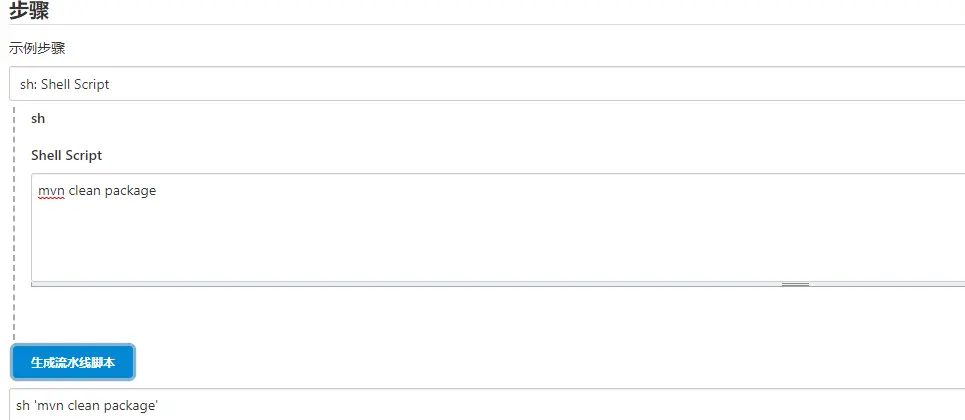 步骤
示例步骤
sh: Shell Script
sh
Shell Script
mvn clean package
生成流水线脚本
sh 'mvn clean package'